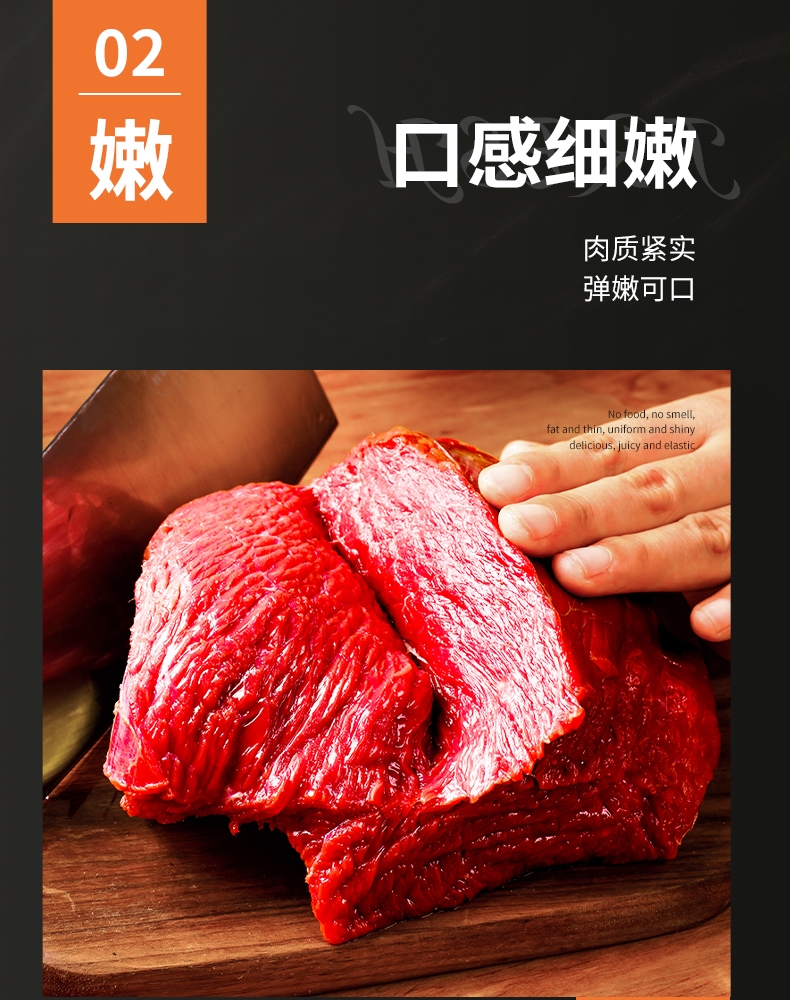 02
嫩
口感细嫩
肉质紧实
弹嫩可口
No food, no smell,
fat and thin, uniform and shiny
delicious, juicy and elastic